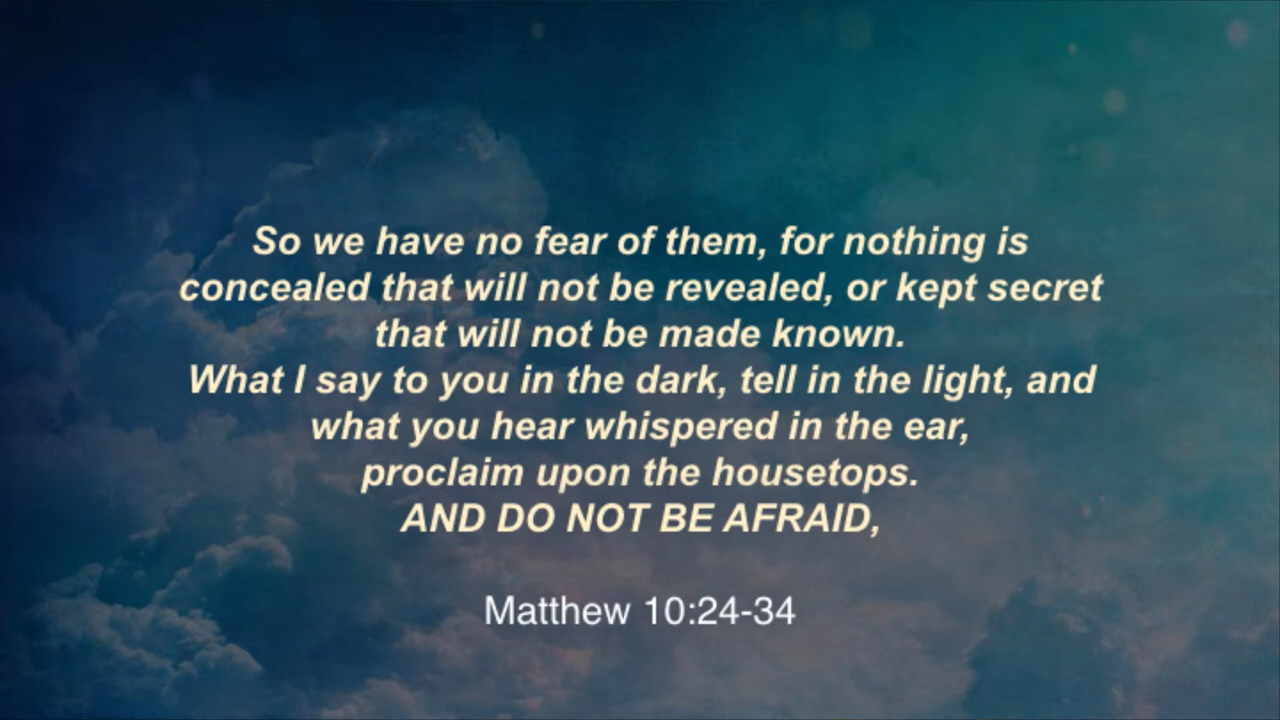 So we have no fear of them, for nothing is
concealed that will not be revealed, or kept secret
that will not be made known.
What I say to you in the dark, tell in the light, and
what you hear whispered in the ear,
proclaim upon the housetops.
AND DO NOT BE AFRAID,
Matthew 10:24-34